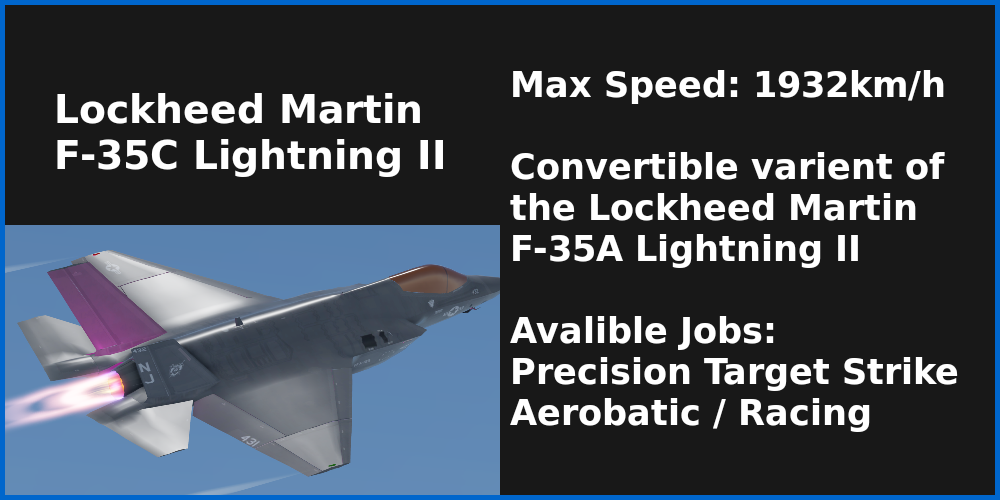 Lockheed Martin
F-35C Lightning II
Max Speed: 1932km/h
Convertible varient of
the Lockheed Martin
F-35A Lightning II
Avalible Jobs:
Precision Target Strike
Aerobatic / Racing
431